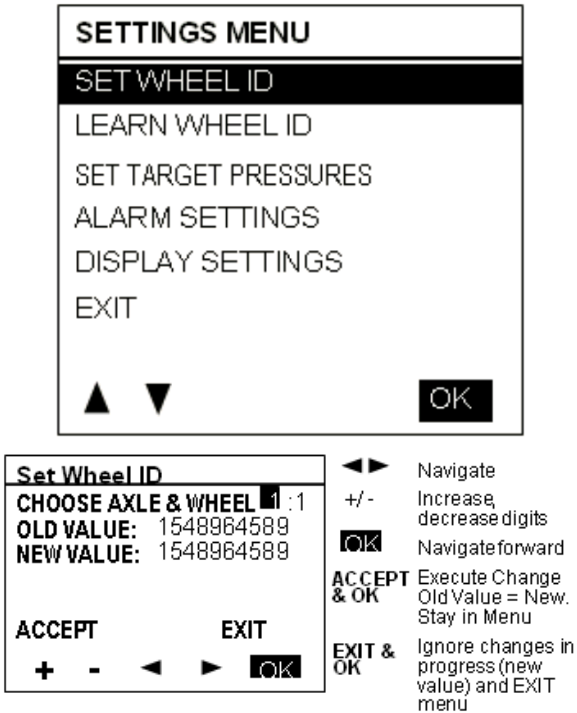 SETTINGS MENU
SET WHEEL ID
LEARN WHEEL ID
SET TARGET PRESSURES
ALARM SETTINGS
DISPLAY SETTINGS
EXIT
▲ ▼ OK
Set Wheel ID
CHOOSE AXLE & WHEEL 1 :1
OLD VALUE: 1548964589
NEW VALUE: 1548964589
ACCEPT EXIT
+ - ◄ ► OK
◄► Navigate
+/- Increase,
decrease digits
OK Navigate forward
ACCEPT Execute Change
& OK Old Value = New.
Stay in Menu
EXIT & Ignore changes in
OK progress (new
value) and EXIT
menu